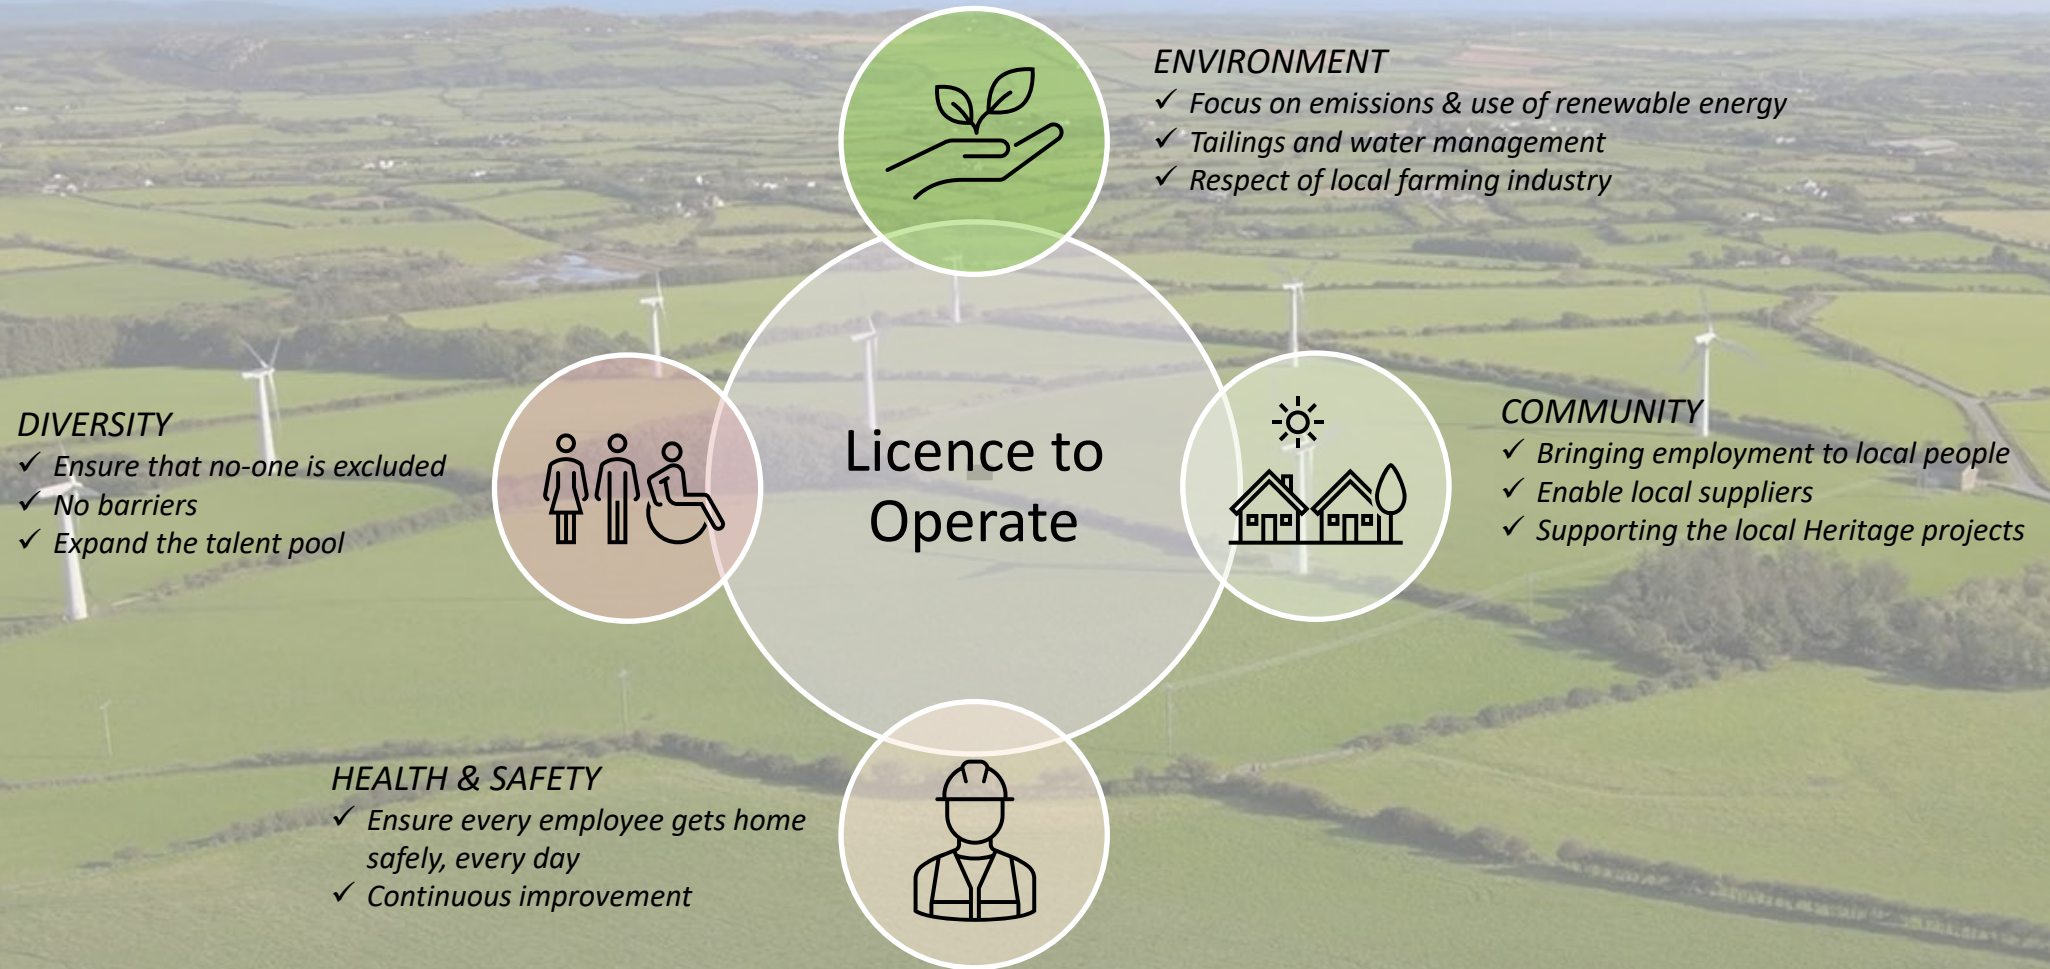 ENVIRONMENT
✓ Focus on emissions & use of renewable energy
✓ Tailings and water management
✓ Respect of local farming industry
DIVERSITY
✓ Ensure that no-one is excluded
✓ No barriers
✓ Expand the talent pool
Licence to
Operate
COMMUNITY
✓ Bringing employment to local people
✓ Enable local suppliers
✓ Supporting the local Heritage projects
HEALTH & SAFETY
✓ Ensure every employee gets home
safely, every day
✓ Continuous improvement